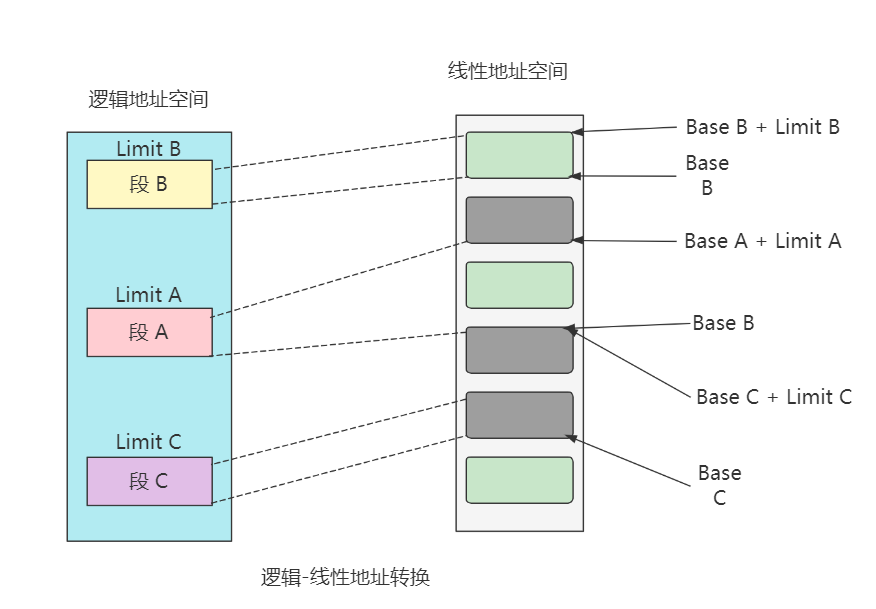 线性地址空间
逻辑地址空间
Limit B
段 B
Limit A
段 A
Limit C
段 C
Base B + Limit B
Base
B
Base A + Limit A
Base B
Base C + Limit C
Base
C
逻辑-线性地址转换